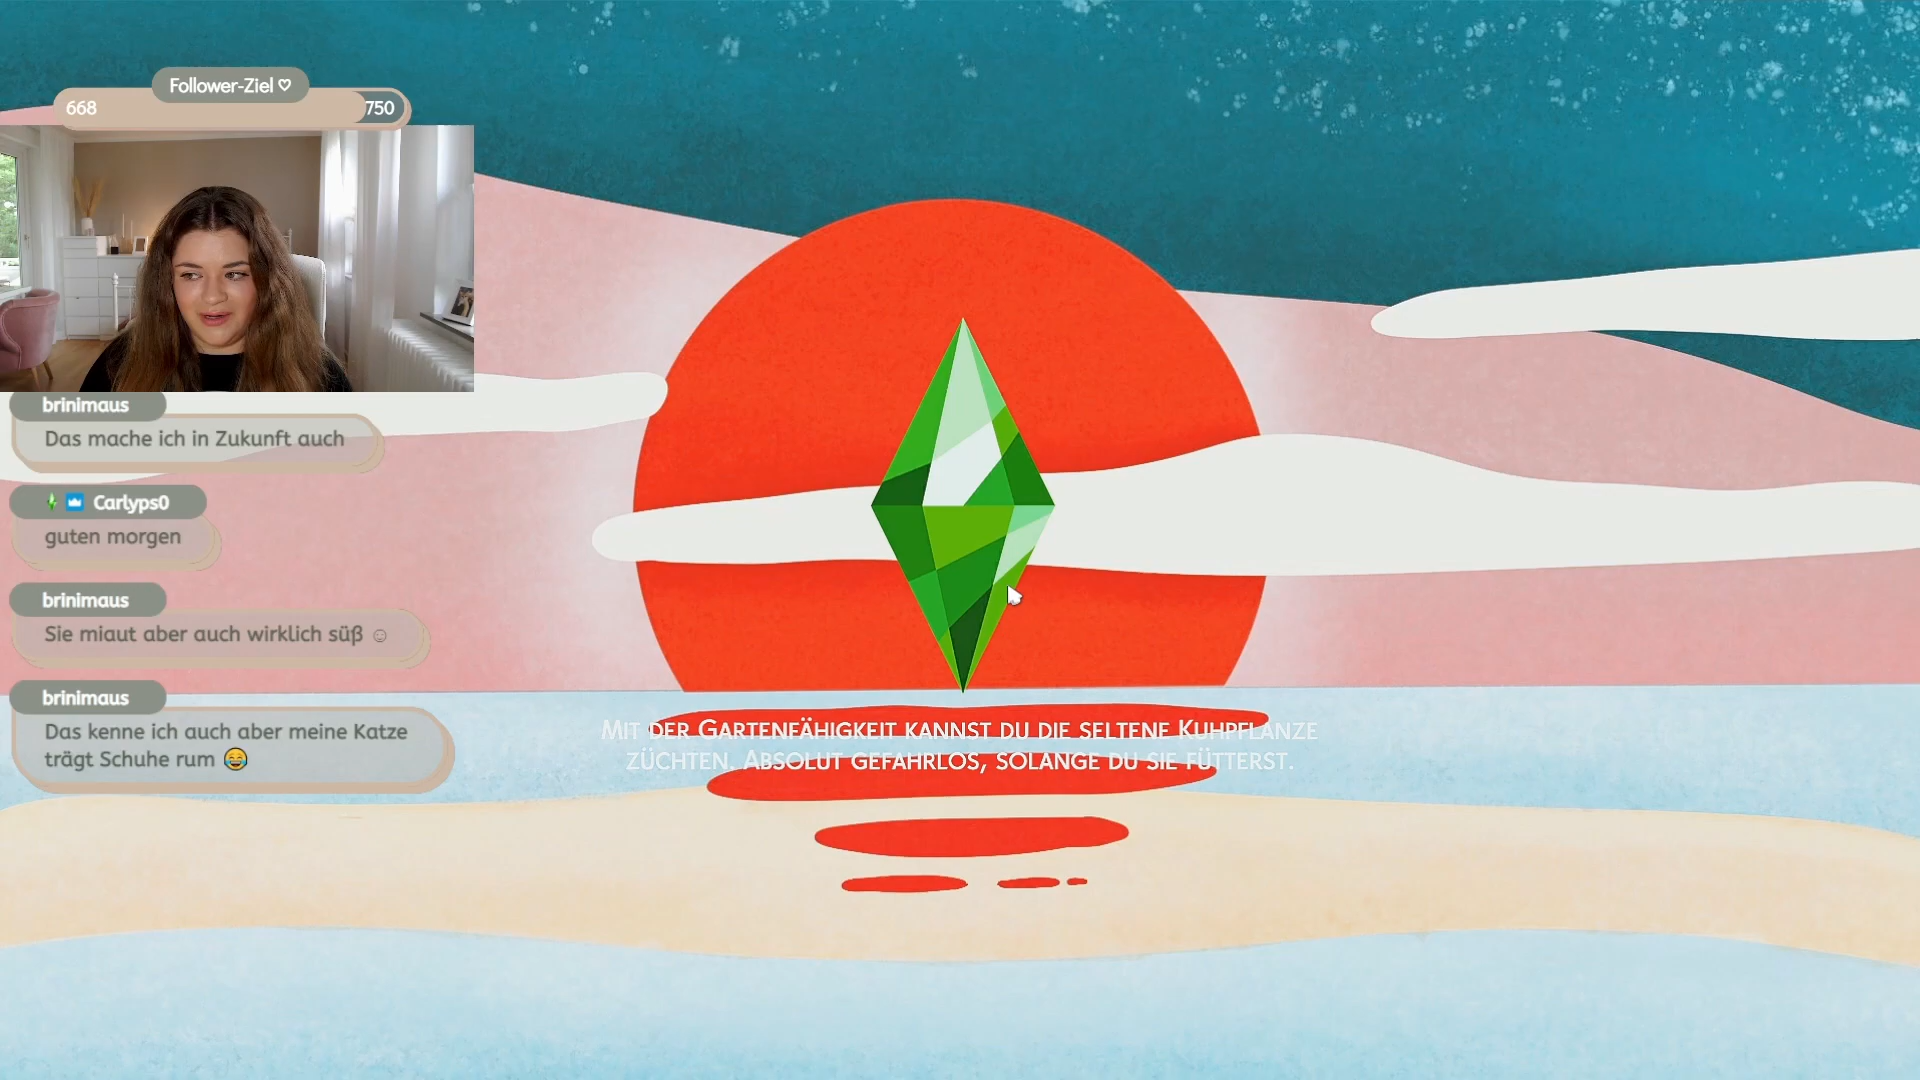 Follower-Ziel ♡
668 750
brinimaus
Das mache ich in Zukunft auch
Carlyps0
guten morgen
brinimaus
Sie miaut aber auch wirklich süß ☺
brinimaus
Das kenne ich auch aber meine Katze
trägt Schuhe rum 😂
Mit der Gartenfähigkeit kannst du die seltene Kuhpflanze
züchten. Absolut gefahrlos, solange du sie fütterst.